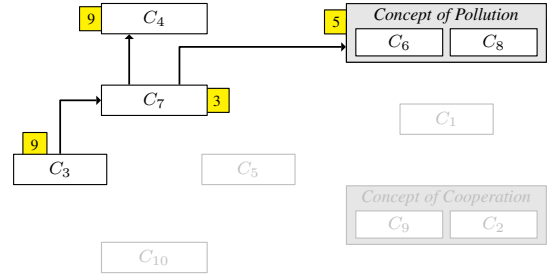 9 C₄ 5 Concept of Pollution
C₆ C₈
C₇ 3
C₁
9
C₃ C₅
Concept of Cooperation
C₉ C₂
C₁₀